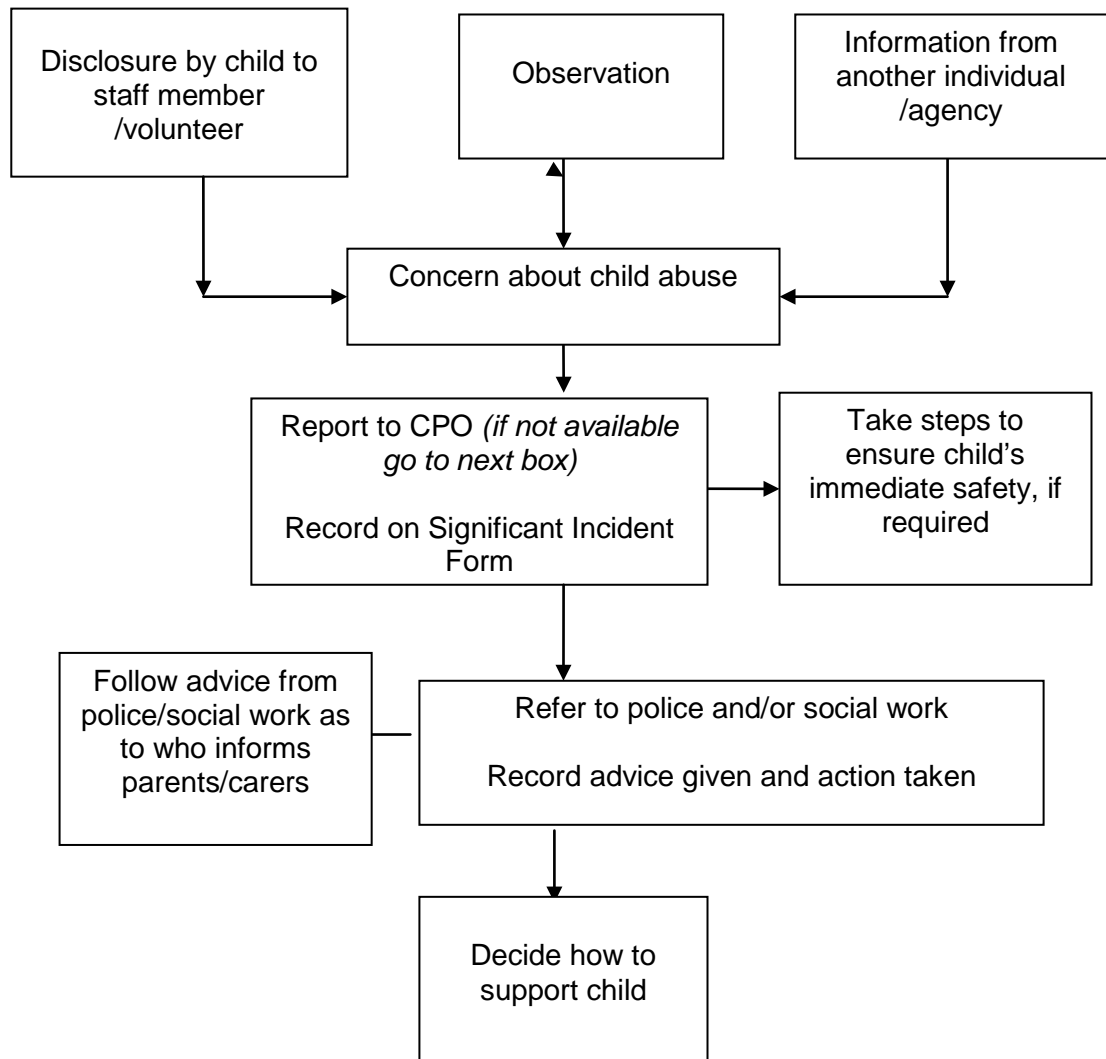 Disclosure by child to
staff member
/volunteer
Observation
Information from
another individual
/agency
Concern about child abuse
Report to CPO (if not available
go to next box)
Record on Significant Incident
Form
Take steps to
ensure child’s
immediate safety, if
required
Follow advice from
police/social work as
to who informs
parents/carers
Refer to police and/or social work
Record advice given and action taken
Decide how to
support child